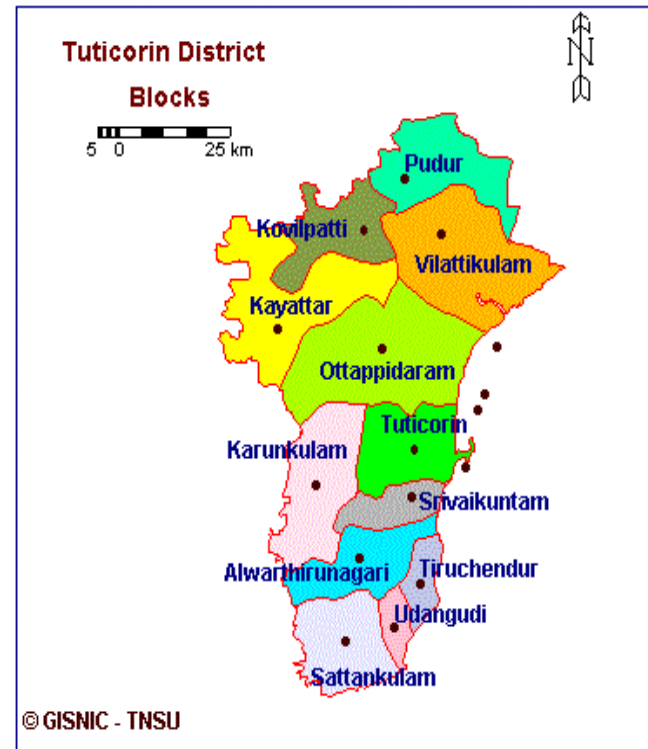 Tuticorin District
Blocks
N
5 0 25 km
Pudur
Kovilpatti
Vilattikulam
Kayattar
Ottappidaram
Tuticorin
Karunkulam
Srivaikuntam
Alwarthirunagari
Tiruchendur
Udangudi
Sattankulam
© GISNIC - TNSU